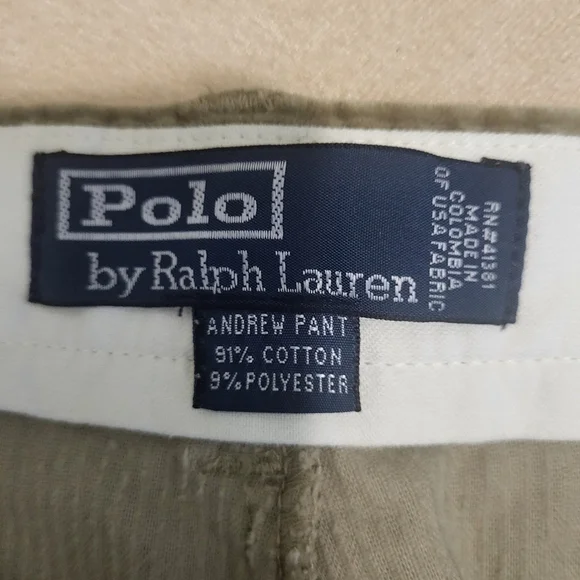 Polo
by Ralph Lauren
RN#41381
MADE IN
COLOMBIA
OF USA FABRIC
ANDREW PANT
91% COTTON
9% POLYESTER